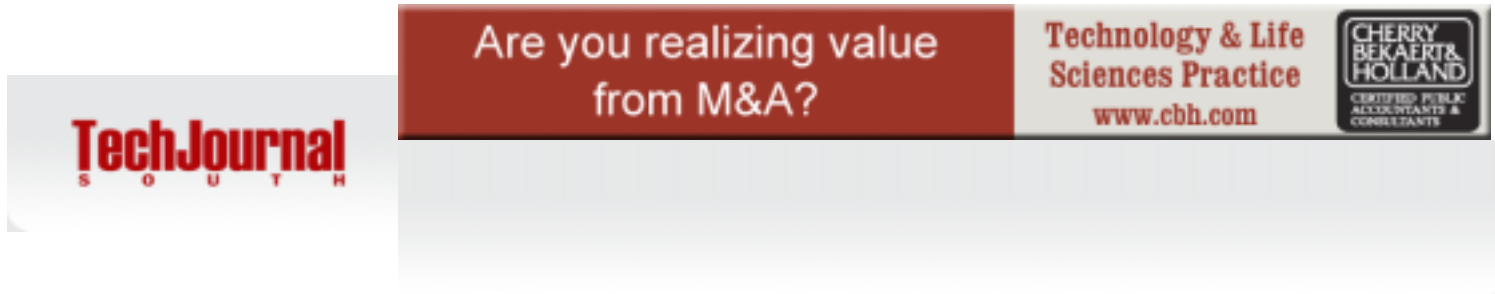 Are you realizing value
from M&A?
Technology & Life
Sciences Practice
www.cbh.com
CHERRY
BEKAERT&
HOLLAND
CERTIFIED PUBLIC
ACCOUNTANTS &
CONSULTANTS
TechJournal
SOUTH